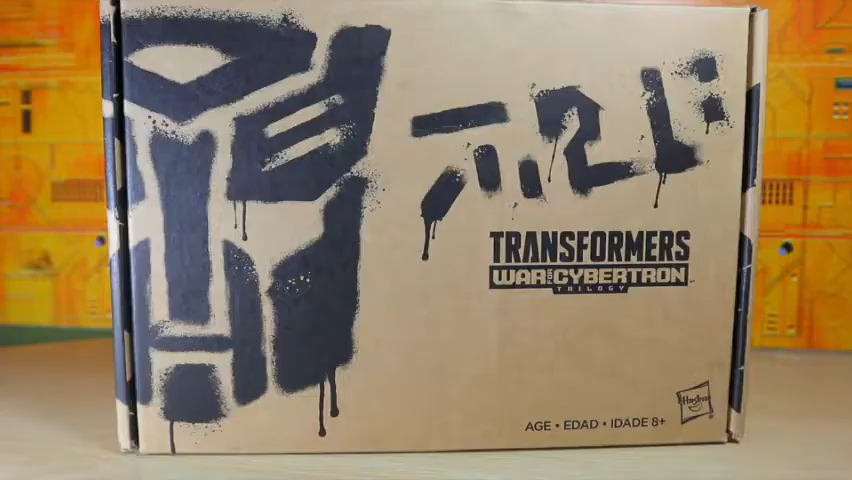 TRANSFORMERS
WAR FOR CYBERTRON
TRILOGY
AGE • EDAD • IDADE 8+
Hasbro